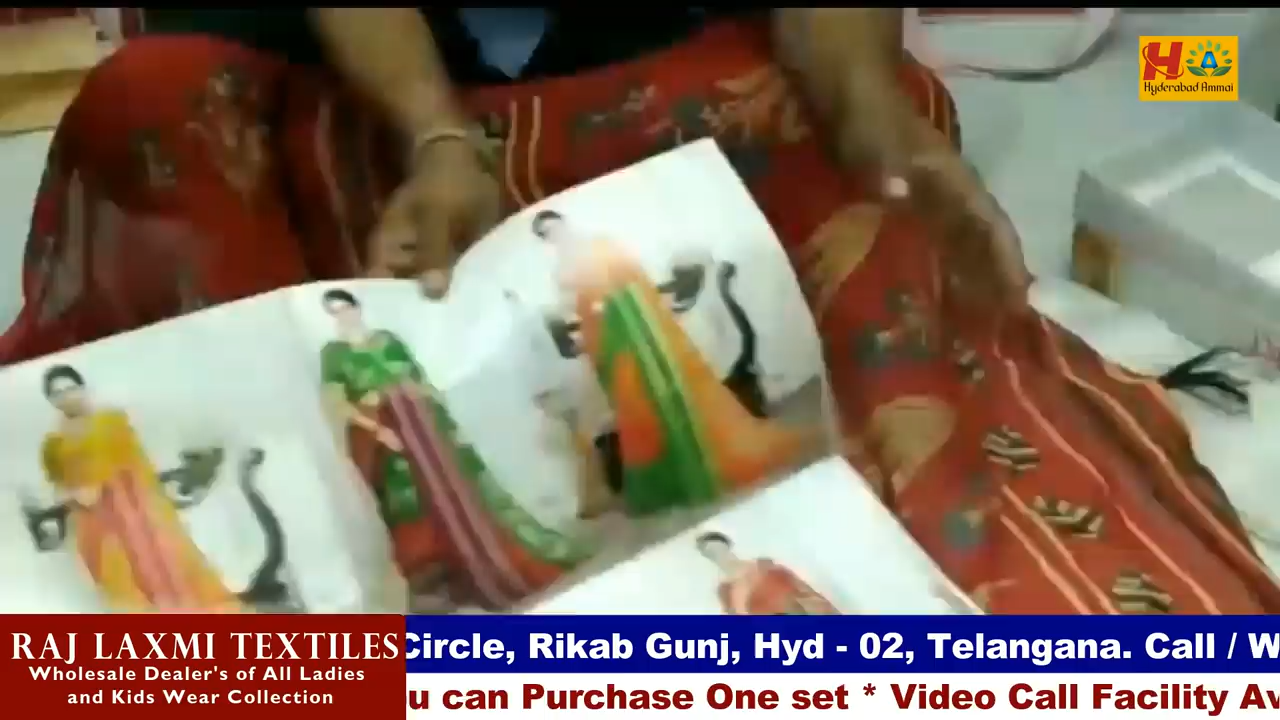 H A
Hyderabad Ammai
RAJ LAXMI TEXTILES
Wholesale Dealer's of All Ladies
and Kids Wear Collection
Circle, Rikab Gunj, Hyd - 02, Telangana. Call / W
u can Purchase One set * Video Call Facility Av